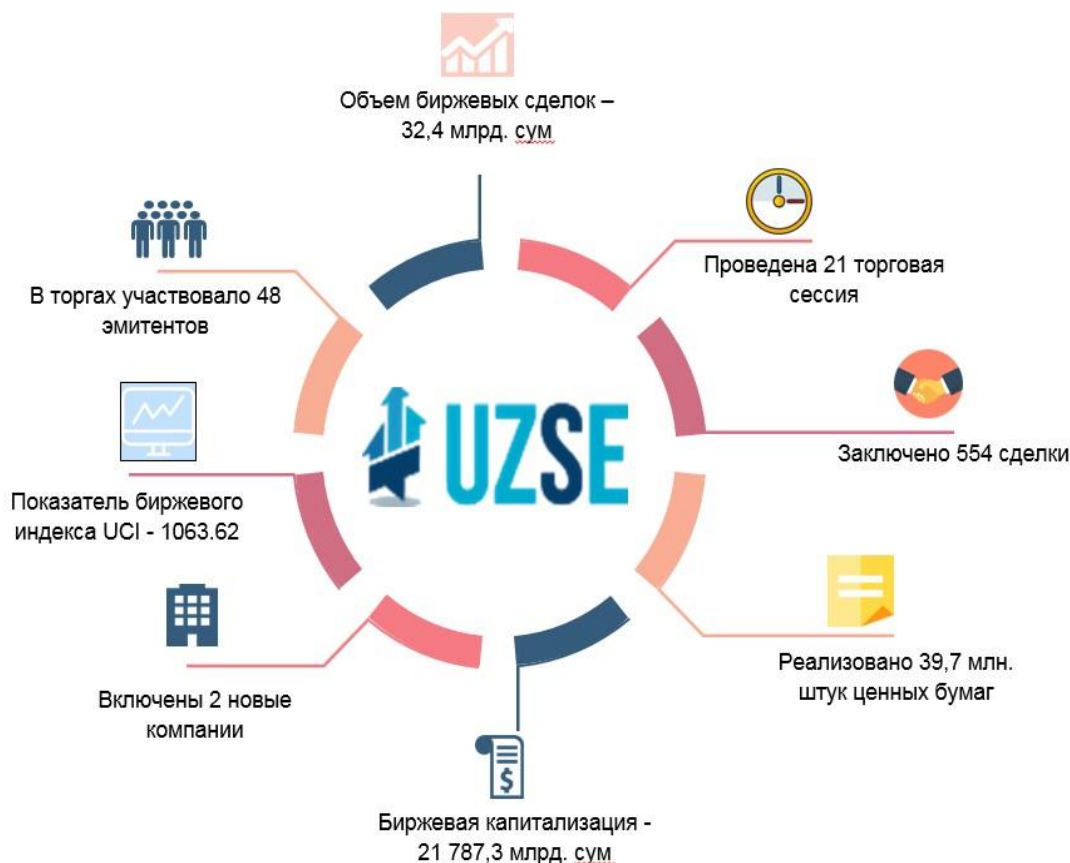 Объем биржевых сделок –
32,4 млрд. сум
Проведена 21 торговая
сессия
В торгах участвовало 48
эмитентов
Заключено 554 сделки
UZSE
Показатель биржевого
индекса UCI - 1063.62
Реализовано 39,7 млн.
штук ценных бумаг
Включены 2 новые
компании
$
Биржевая капитализация -
21 787,3 млрд. сум